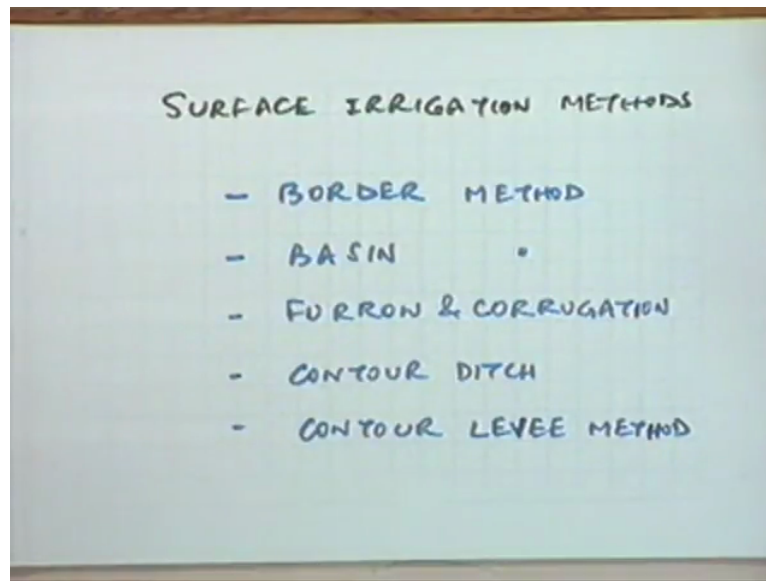 SURFACE IRRIGATION METHODS
- BORDER METHOD
- BASIN "
- FURROW & CORRUGATION
- CONTOUR DITCH
- CONTOUR LEVEE METHOD